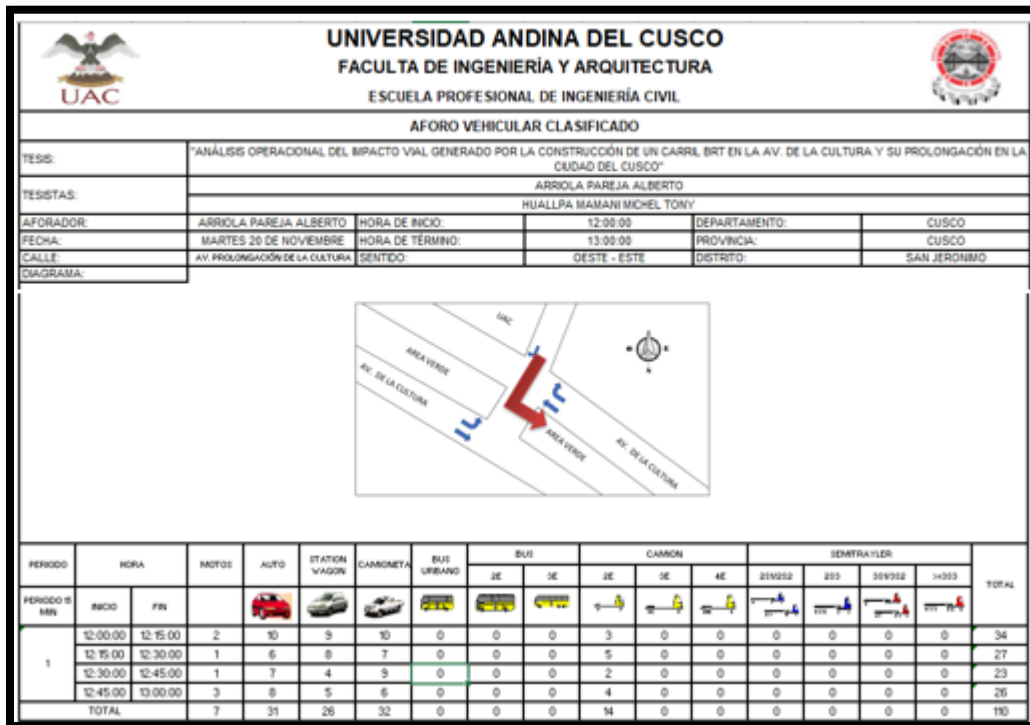 UNIVERSIDAD ANDINA DEL CUSCO
FACULTA DE INGENIERÍA Y ARQUITECTURA
ESCUELA PROFESIONAL DE INGENIERÍA CIVIL
UAC
AFORO VEHICULAR CLASIFICADO
TESIS: "ANÁLISIS OPERACIONAL DEL IMPACTO VIAL GENERADO POR LA CONSTRUCCIÓN DE UN CARRIL BRT EN LA AV. DE LA CULTURA Y SU PROLONGACIÓN EN LA
CIUDAD DEL CUSCO"
TESISTAS: ARRIOLA PAREJA ALBERTO
HUALLPA MAMANI MICHEL TONY
AFORADOR: ARRIOLA PAREJA ALBERTO HORA DE INICIO: 12:00:00 DEPARTAMENTO: CUSCO
FECHA: MARTES 20 DE NOVIEMBRE HORA DE TÉRMINO: 13:00:00 PROVINCIA: CUSCO
CALLE: AV. PROLONGACIÓN DE LA CULTURA SENTIDO: OESTE - ESTE DISTRITO: SAN JERONIMO
DIAGRAMA:
UAC
AREA VERDE
AV. DE LA CULTURA
AREA VERDE
AV. DE LA CULTURA
PERIODO HORA MOTOS AUTO STATION WAGON CAMIONETA BUS URBANO BUS CAMION SEMITRAYLER TOTAL
2E 3E 2E 3E 4E 2S1/2S2 2S3 3S1/3S2 >=3S3
PERIODO 15 MIN INICIO FIN
1 12:00:00 12:15:00 2 10 9 10 0 0 0 3 0 0 0 0 0 0 34
12:15:00 12:30:00 1 6 8 7 0 0 0 5 0 0 0 0 0 0 27
12:30:00 12:45:00 1 7 4 9 0 0 0 2 0 0 0 0 0 0 23
12:45:00 13:00:00 3 8 5 6 0 0 0 4 0 0 0 0 0 0 26
TOTAL 7 31 26 32 0 0 0 14 0 0 0 0 0 0 110